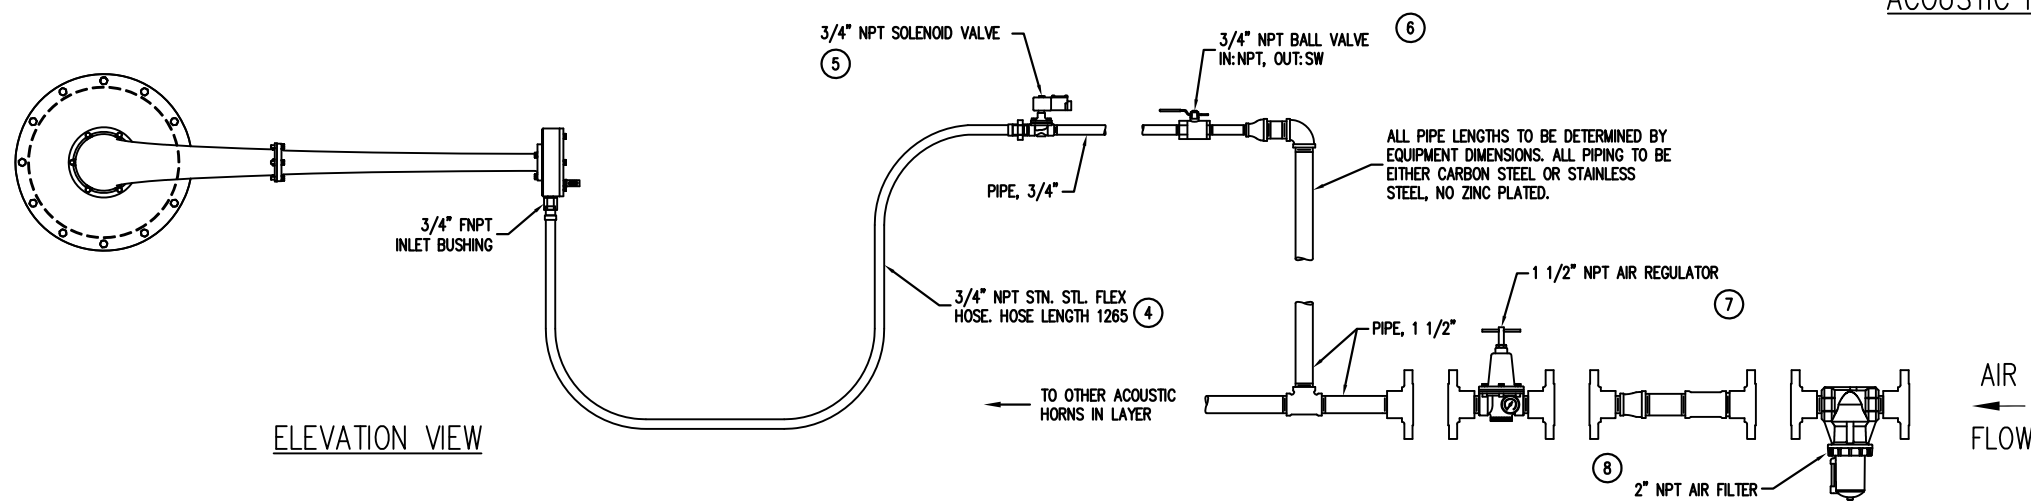 ACOUSTIC
3/4" NPT SOLENOID VALVE
5
6
3/4" NPT BALL VALVE
IN:NPT, OUT:SW
ALL PIPE LENGTHS TO BE DETERMINED BY
EQUIPMENT DIMENSIONS. ALL PIPING TO BE
EITHER CARBON STEEL OR STAINLESS
STEEL, NO ZINC PLATED.
PIPE, 3/4"
3/4" FNPT
INLET BUSHING
3/4" NPT STN. STL. FLEX
HOSE. HOSE LENGTH 1265
4
1 1/2" NPT AIR REGULATOR
7
PIPE, 1 1/2"
TO OTHER ACOUSTIC
HORNS IN LAYER
AIR
FLOW
ELEVATION VIEW
8
2" NPT AIR FILTER